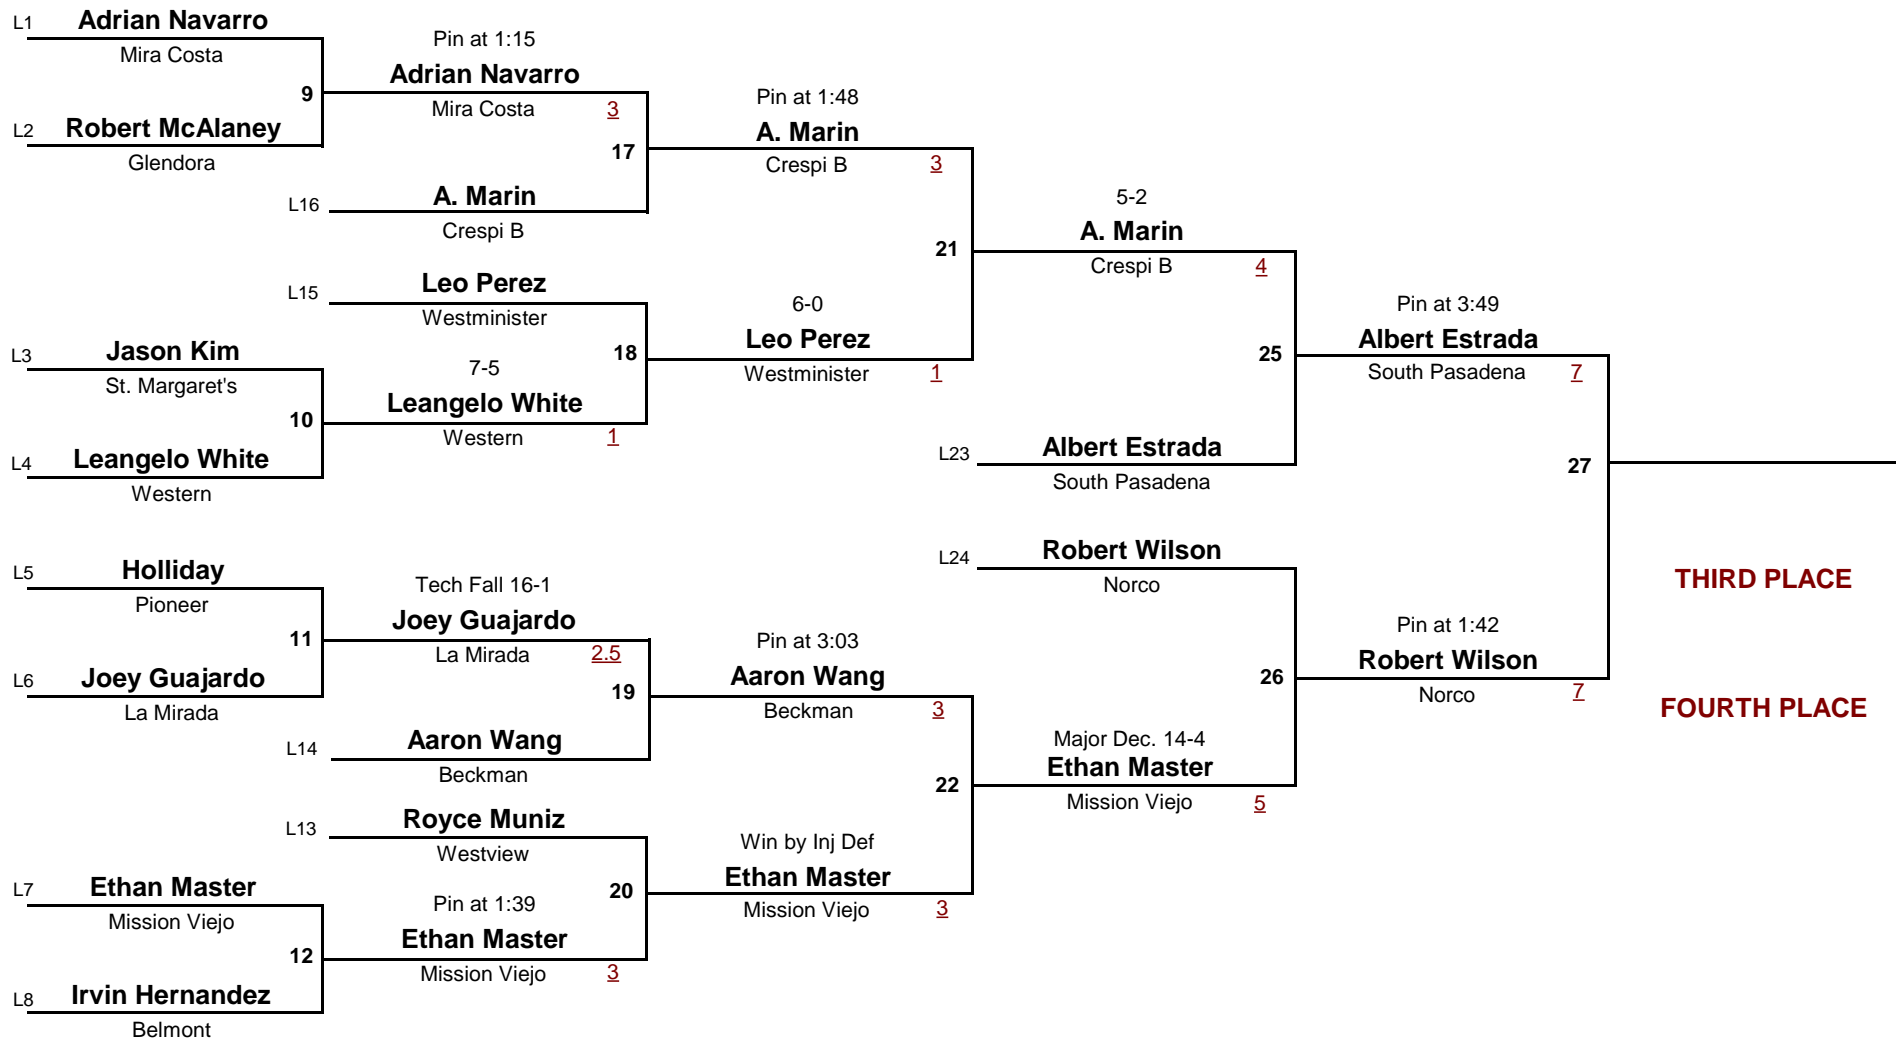 L1 Adrian Navarro
Mira Costa
9
L2 Robert McAlaney
Glendora
Pin at 1:15
Adrian Navarro
Mira Costa 3
17
L16 A. Marin
Crespi B
Pin at 1:48
A. Marin
Crespi B 3
21
L15 Leo Perez
Westminister
18
L3 Jason Kim
St. Margaret's
10
L4 Leangelo White
Western
7-5
Leangelo White
Western 1
6-0
Leo Perez
Westminister 1
5-2
A. Marin
Crespi B 4
25
L23 Albert Estrada
South Pasadena
Pin at 3:49
Albert Estrada
South Pasadena 7
27
L5 Holliday
Pioneer
11
L6 Joey Guajardo
La Mirada
Tech Fall 16-1
Joey Guajardo
La Mirada 2.5
19
L14 Aaron Wang
Beckman
Pin at 3:03
Aaron Wang
Beckman 3
22
L13 Royce Muniz
Westview
20
L7 Ethan Master
Mission Viejo
12
L8 Irvin Hernandez
Belmont
Pin at 1:39
Ethan Master
Mission Viejo 3
Win by Inj Def
Ethan Master
Mission Viejo 3
L24 Robert Wilson
Norco
26
Major Dec. 14-4
Ethan Master
Mission Viejo 5
Pin at 1:42
Robert Wilson
Norco 7
THIRD PLACE
FOURTH PLACE